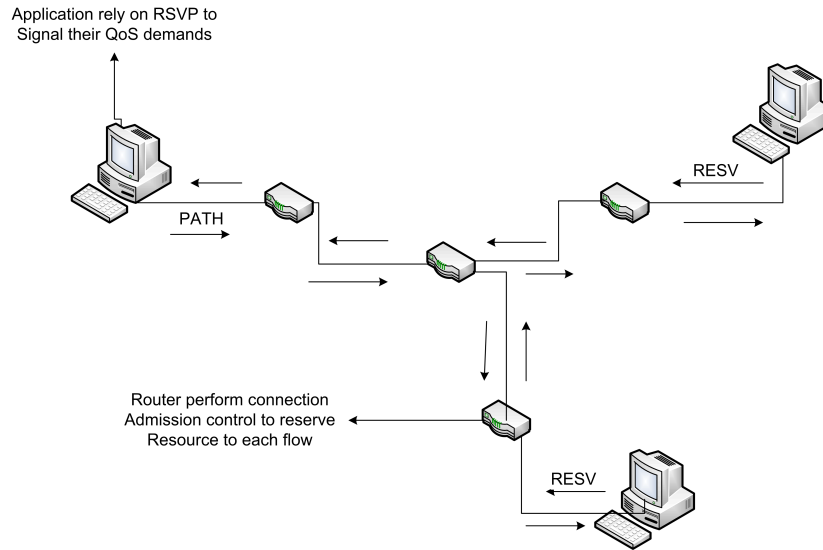 Application rely on RSVP to
Signal their QoS demands
RESV
PATH
Router perform connection
Admission control to reserve
Resource to each flow
RESV